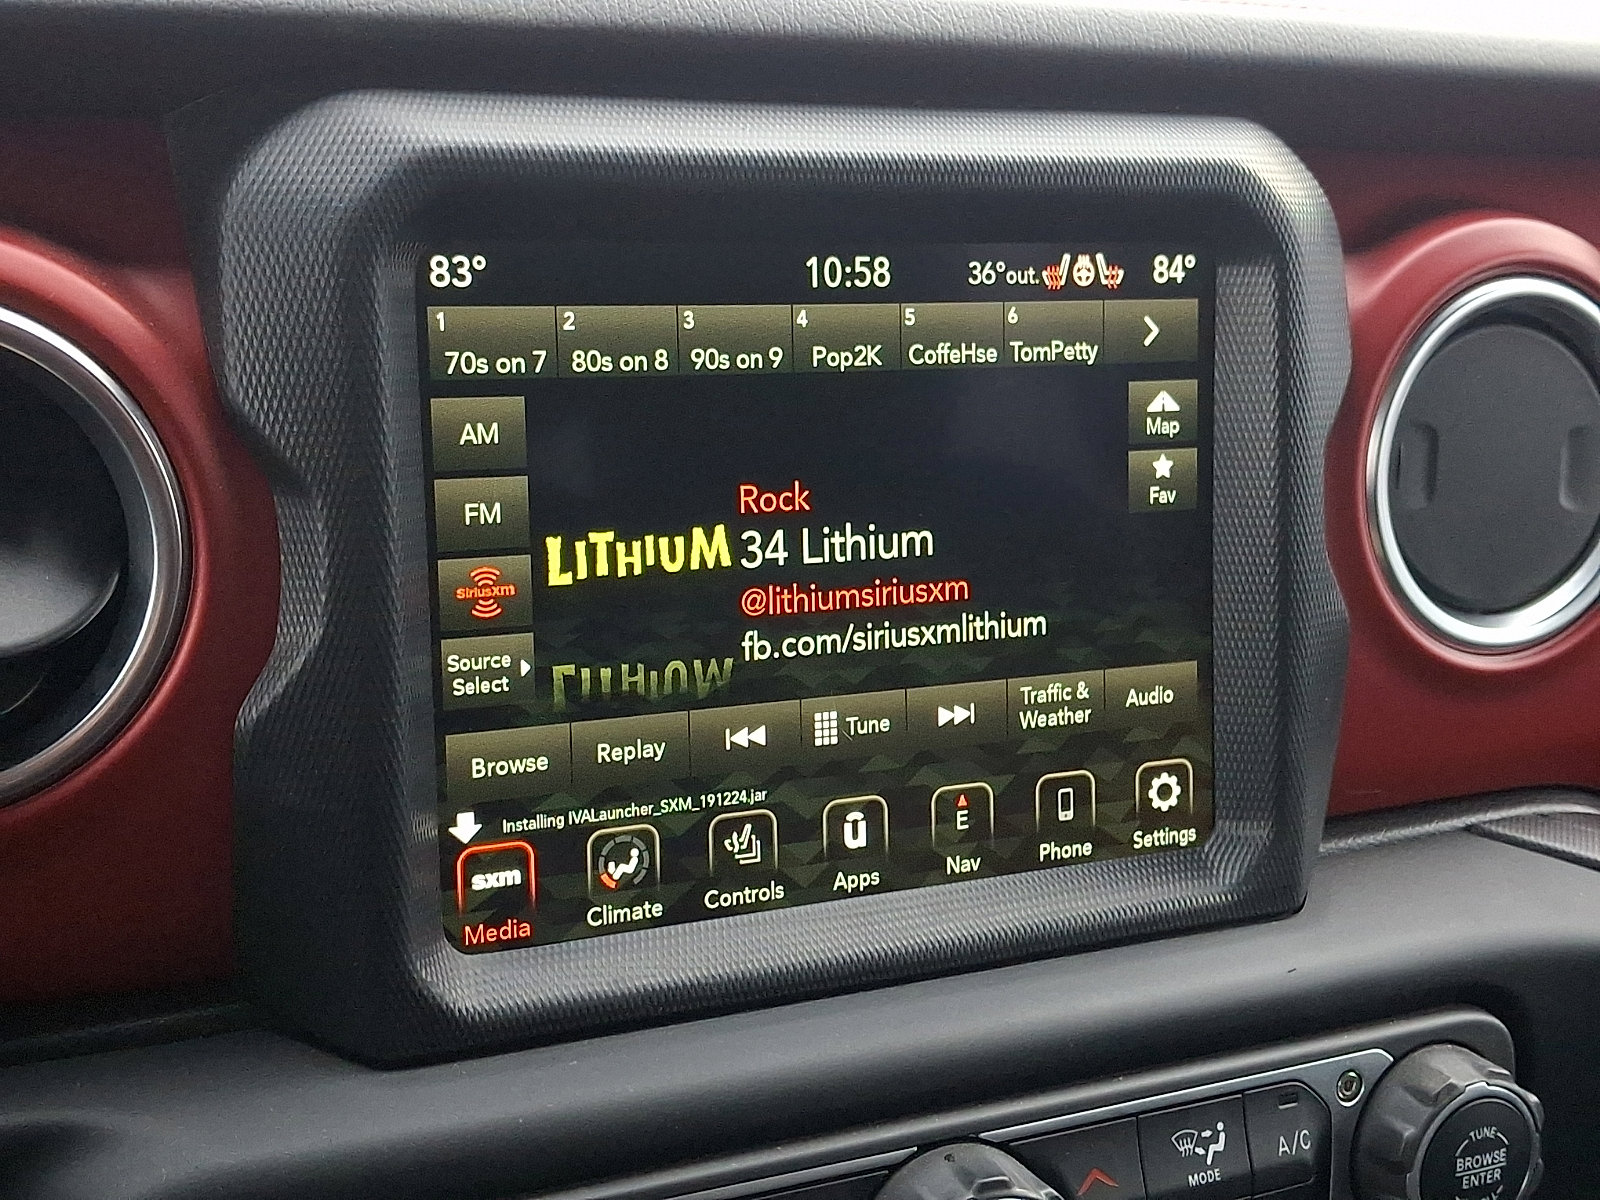 83° 10:58 36°out. 84°
1 2 3 4 5 6
70s on 7 80s on 8 90s on 9 Pop2K CoffeHse TomPetty
AM
Map
FM
Fav
siriusxm
Source
Select
LITHIUM
Rock
34 Lithium
@lithiumsiriusxm
fb.com/siriusxmlithium
Browse Replay Tune Traffic &
Weather Audio
Installing IVALauncher_SXM_191224.jar
sxm
Media
Climate
Controls
ū
Apps
E
Nav
Phone
Settings
MODE
A/C
TUNE
BROWSE
ENTER